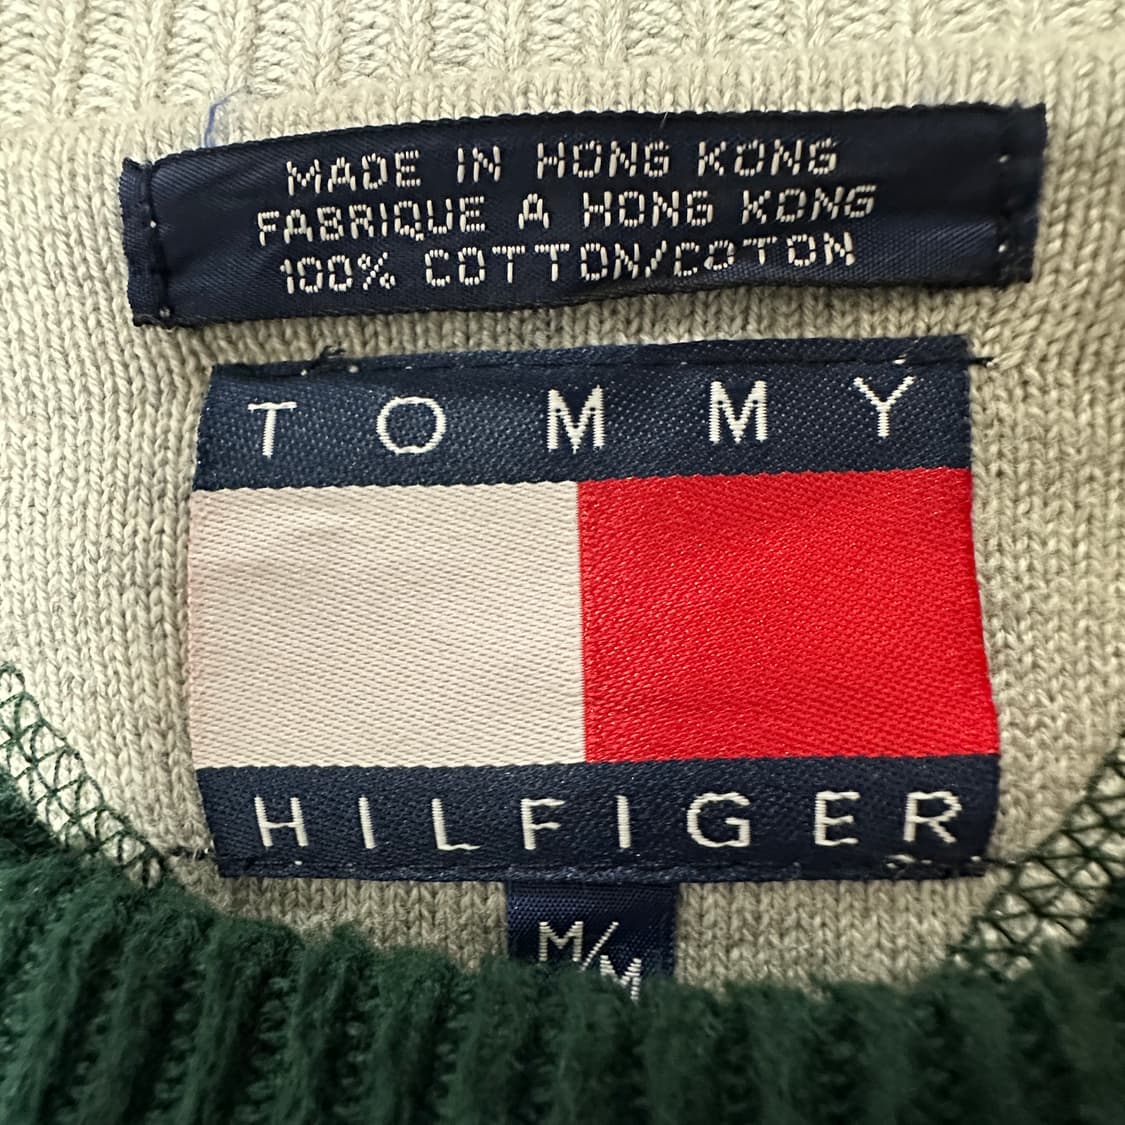 MADE IN HONG KONG
FABRIQUE A HONG KONG
100% COTTON/COTON
TOMMY
HILFIGER
M/M